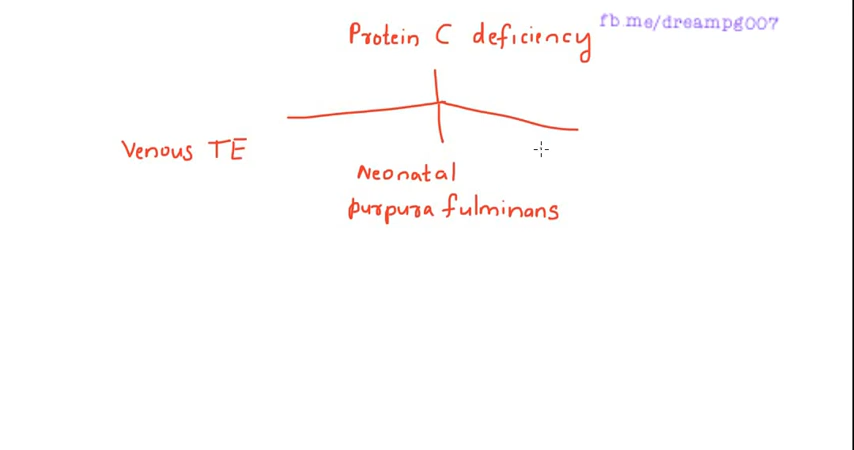 Protein C deficiency
fb.me/dreampg007
Venous TE
Neonatal
purpura fulminans